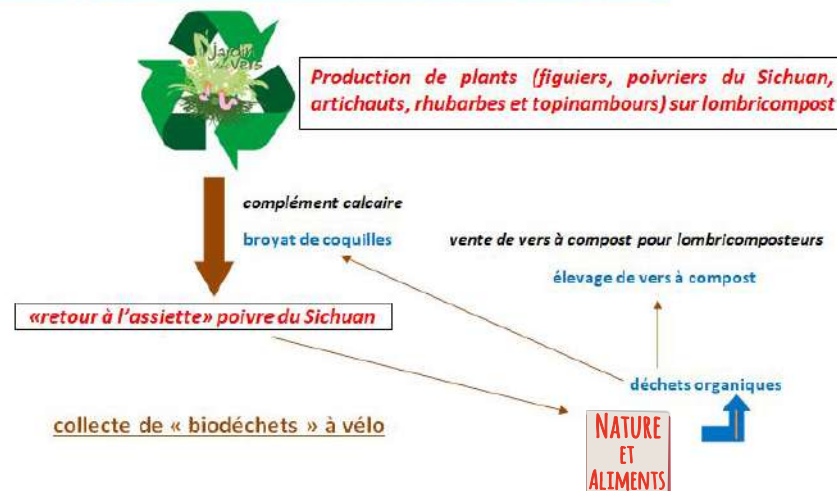 Jardin
des vers
Production de plants (figuiers, poivriers du Sichuan,
artichauts, rhubarbes et topinambours) sur lombricompost
complément calcaire
broyat de coquilles
vente de vers à compost pour lombricomposteurs
élevage de vers à compost
«retour à l'assiette» poivre du Sichuan
déchets organiques
collecte de « biodéchets » à vélo
NATURE
ET
ALIMENTS